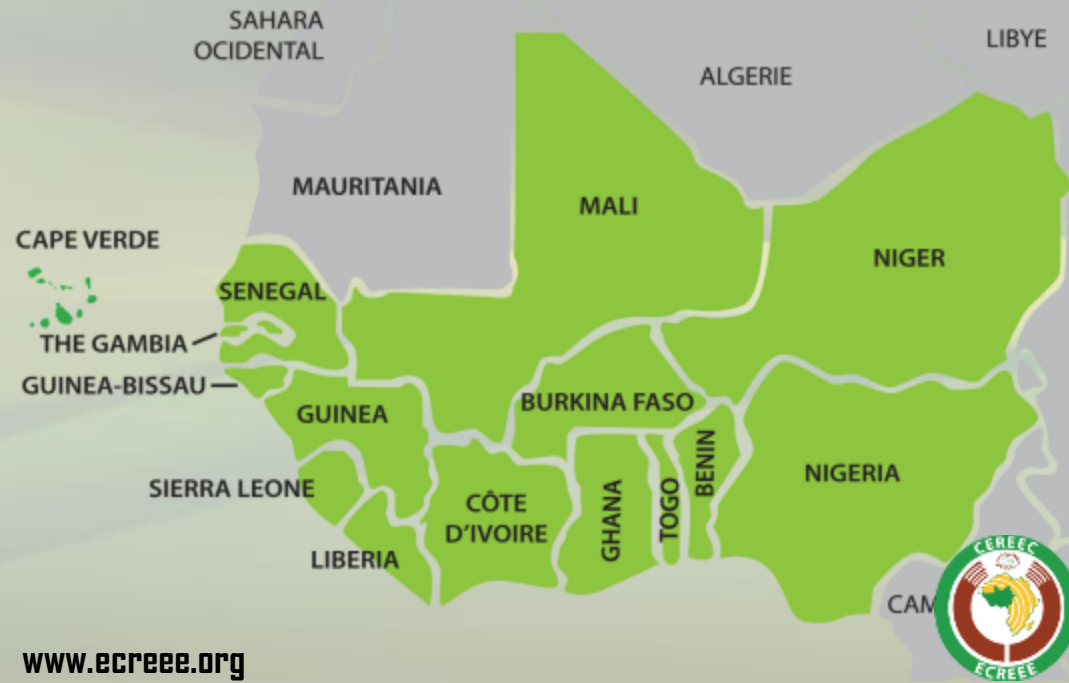 SAHARA
OCIDENTAL
LIBYE
ALGERIE
MAURITANIA
MALI
CAPE VERDE
NIGER
SENEGAL
THE GAMBIA
GUINEA-BISSAU
BURKINA FASO
GUINEA
BENIN
NIGERIA
SIERRA LEONE
CÔTE
D'IVOIRE
GHANA
TOGO
LIBERIA
CEREEC
CAM
ECREEE
www.ecreee.org